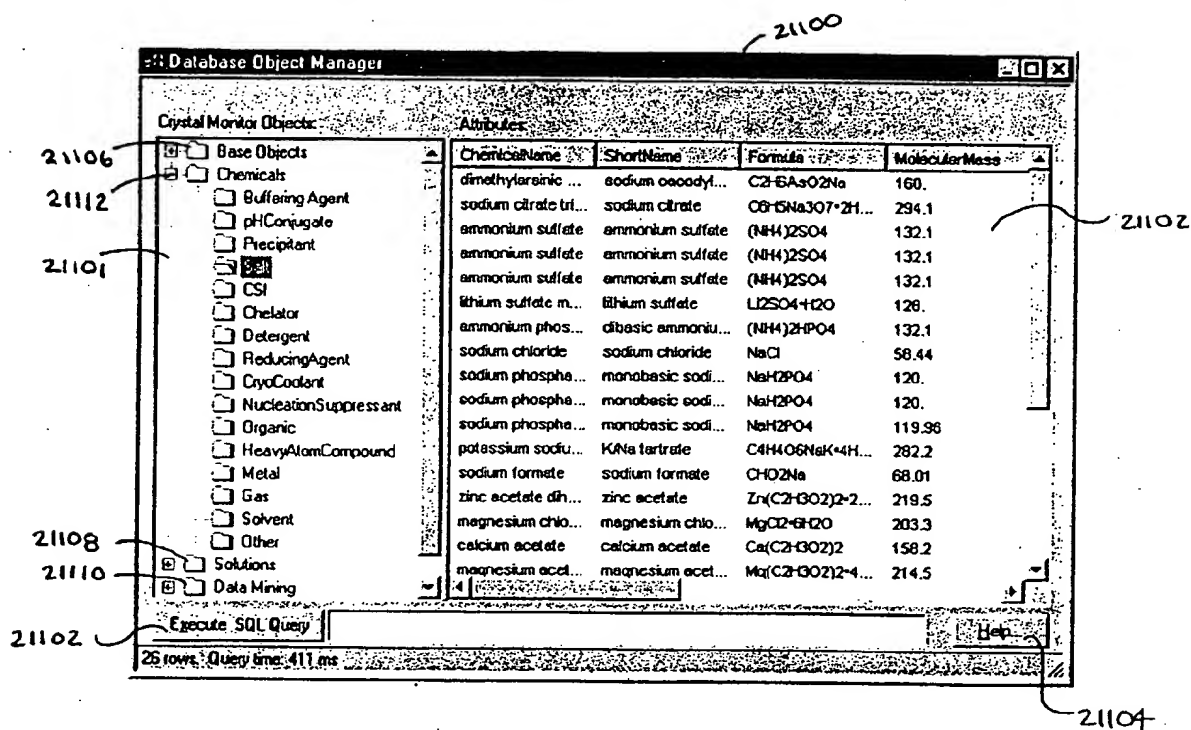 21100
Database Object Manager
Crystal Monitor Objects:
Attributes:
21106
21112
21101
Base Objects
Chemicals
Buffering Agent
pHConjugate
Precipitant
Salt
CSI
Chelator
Detergent
ReducingAgent
CryoCoolant
NucleationSuppressant
Organic
HeavyAtomCompound
Metal
Gas
Solvent
Other
21108
Solutions
21110
Data Mining
ChemicalName ShortName Formula MolecularMass
dimethylarsinic ... sodium cacodyl... C2H6AsO2Na 160.
sodium citrate tri... sodium citrate C6H5Na3O7•2H... 294.1
ammonium sulfate ammonium sulfate (NH4)2SO4 132.1
ammonium sulfate ammonium sulfate (NH4)2SO4 132.1
ammonium sulfate ammonium sulfate (NH4)2SO4 132.1
lithium sulfate m... lithium sulfate Li2SO4•H2O 128.
ammonium phos... dibasic ammoniu... (NH4)2HPO4 132.1
sodium chloride sodium chloride NaCl 58.44
sodium phospha... monobasic sodi... NaH2PO4 120.
sodium phospha... monobasic sodi... NaH2PO4 120.
sodium phospha... monobasic sodi... NaH2PO4 119.98
potassium sodiu... K/Na tartrate C4H4O6NaK•4H... 282.2
sodium formate sodium formate CHO2Na 68.01
zinc acetate dih... zinc acetate Zn(C2H3O2)2•2... 219.5
magnesium chlo... magnesium chlo... MgCl2•6H2O 203.3
calcium acetate calcium acetate Ca(C2H3O2)2 158.2
magnesium acet... magnesium acet... Mg(C2H3O2)2•4... 214.5
21102
21102
Execute SQL Query
Help
26 rows. Query time: 411 ms
21104